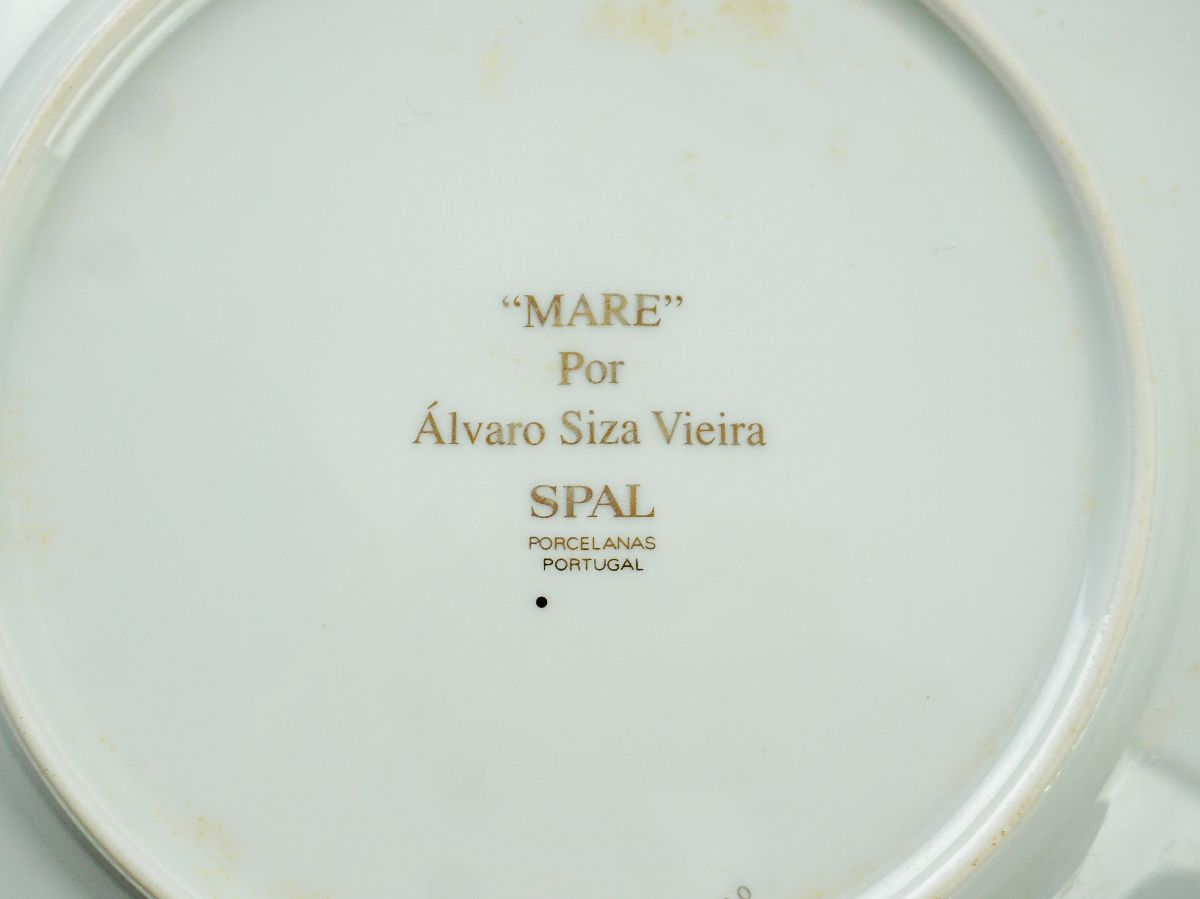 “MARE”
Por
Álvaro Siza Vieira
SPAL
PORCELANAS
PORTUGAL